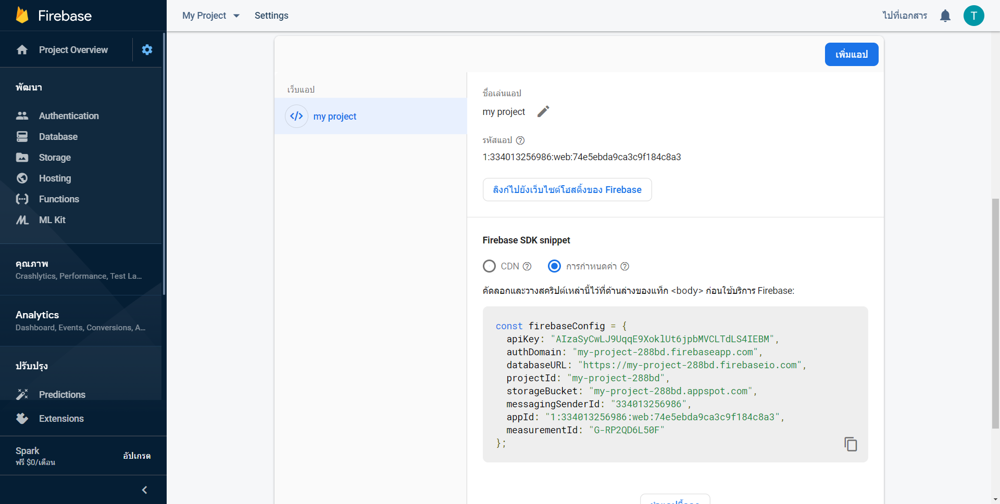 Firebase
My Project
Settings
ไปที่เอกสาร
T
Project Overview
พัฒนา
Authentication
Database
Storage
Hosting
Functions
ML Kit
คุณภาพ
Crashlytics, Performance, Test La...
Analytics
Dashboard, Events, Conversions, A...
ปรับปรุง
Predictions
Extensions
Spark
ฟรี $0/เดือน
อัปเกรด
เพิ่มแอป
เว็บแอป
</> my project
ชื่อเล่นแอป
my project
รหัสแอป ?
1:334013256986:web:74e5ebda9ca3c9f184c8a3
ลิงก์ไปยังเว็บไซต์โฮสติ้งของ Firebase
Firebase SDK snippet
CDN ? การกำหนดค่า ?
คัดลอกและวางสคริปต์เหล่านี้ไว้ที่ด้านล่างของแท็ก <body> ก่อนใช้บริการ Firebase:
const firebaseConfig = {
apiKey: "AIzaSyCwLJ9UqqE9XoklUt6jpbMVCLTdLS4IEBM",
authDomain: "my-project-288bd.firebaseapp.com",
databaseURL: "https://my-project-288bd.firebaseio.com",
projectId: "my-project-288bd",
storageBucket: "my-project-288bd.appspot.com",
messagingSenderId: "334013256986",
appId: "1:334013256986:web:74e5ebda9ca3c9f184c8a3",
measurementId: "G-RP2QD6L50F"
};